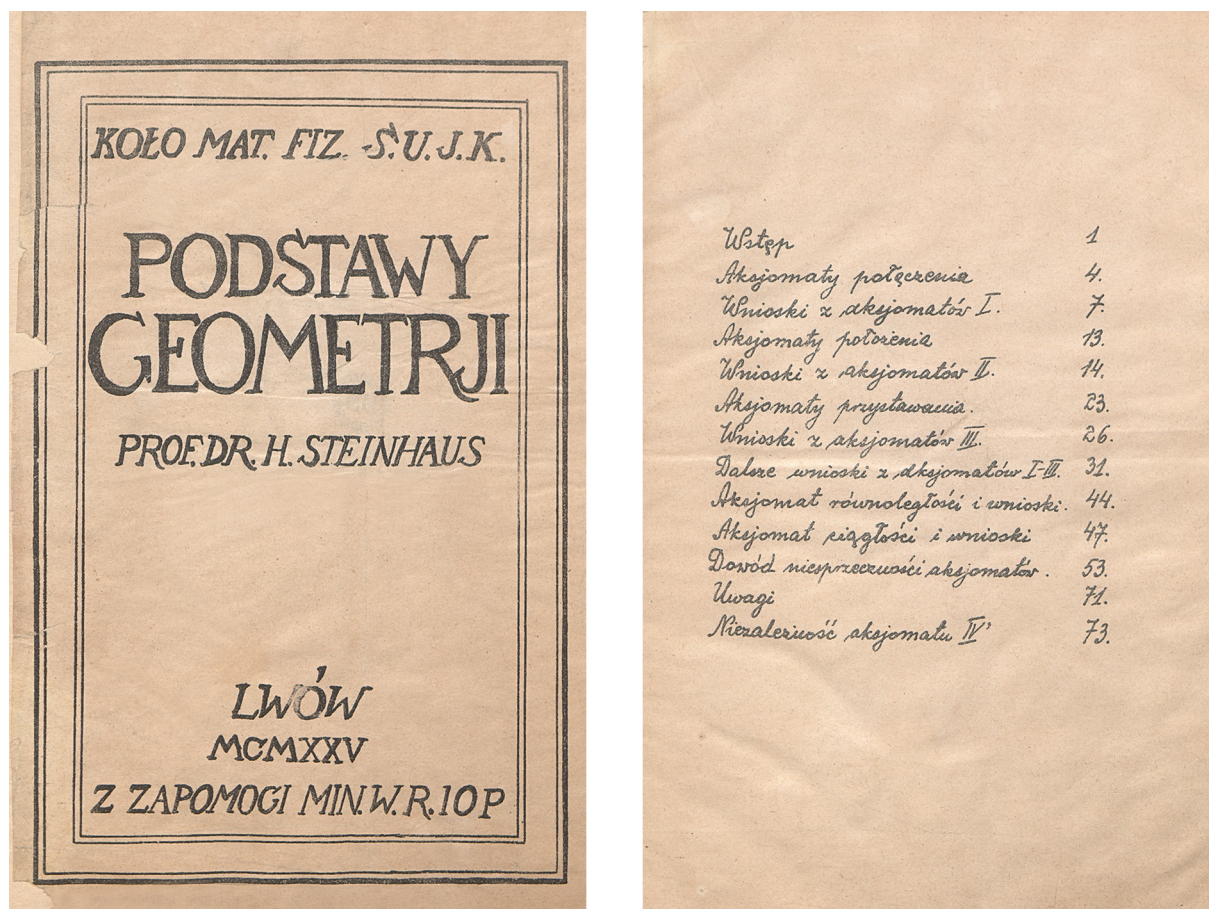 KOŁO MAT. FIZ. S.U.J.K.
PODSTAWY
GEOMETRJI
PROF. DR. H. STEINHAUS
LWÓW
MCMXXV
Z ZAPOMOGI MIN. W. R. I O P
Wstęp 1
Aksjomaty połączenia 4.
Wnioski z aksjomatów I. 7.
Aksjomaty położenia 13.
Wnioski z aksjomatów II. 14.
Aksjomaty przystawania. 23.
Wnioski z aksjomatów III. 26.
Dalsze wnioski z aksjomatów I-III. 31.
Aksjomat równoległości i wnioski. 44.
Aksjomat ciągłości i wnioski 47.
Dowód niesprzeczności aksjomatów. 53.
Uwagi 71.
Niezależność aksjomatu IV' 73.